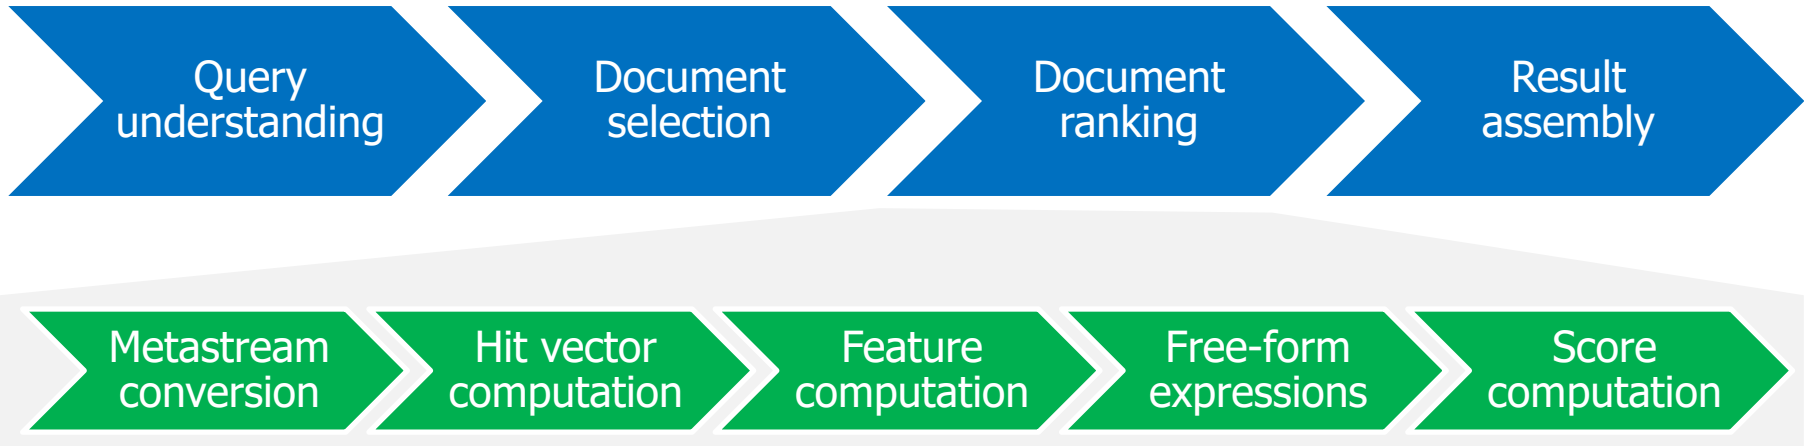 Query
understanding
Document
selection
Document
ranking
Result
assembly
Metastream
conversion
Hit vector
computation
Feature
computation
Free-form
expressions
Score
computation